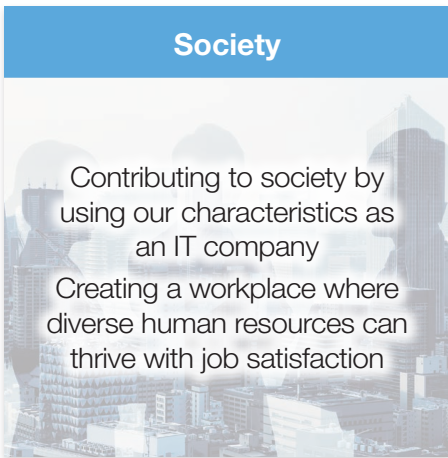 Society
Contributing to society by
using our characteristics as
an IT company
Creating a workplace where
diverse human resources can
thrive with job satisfaction